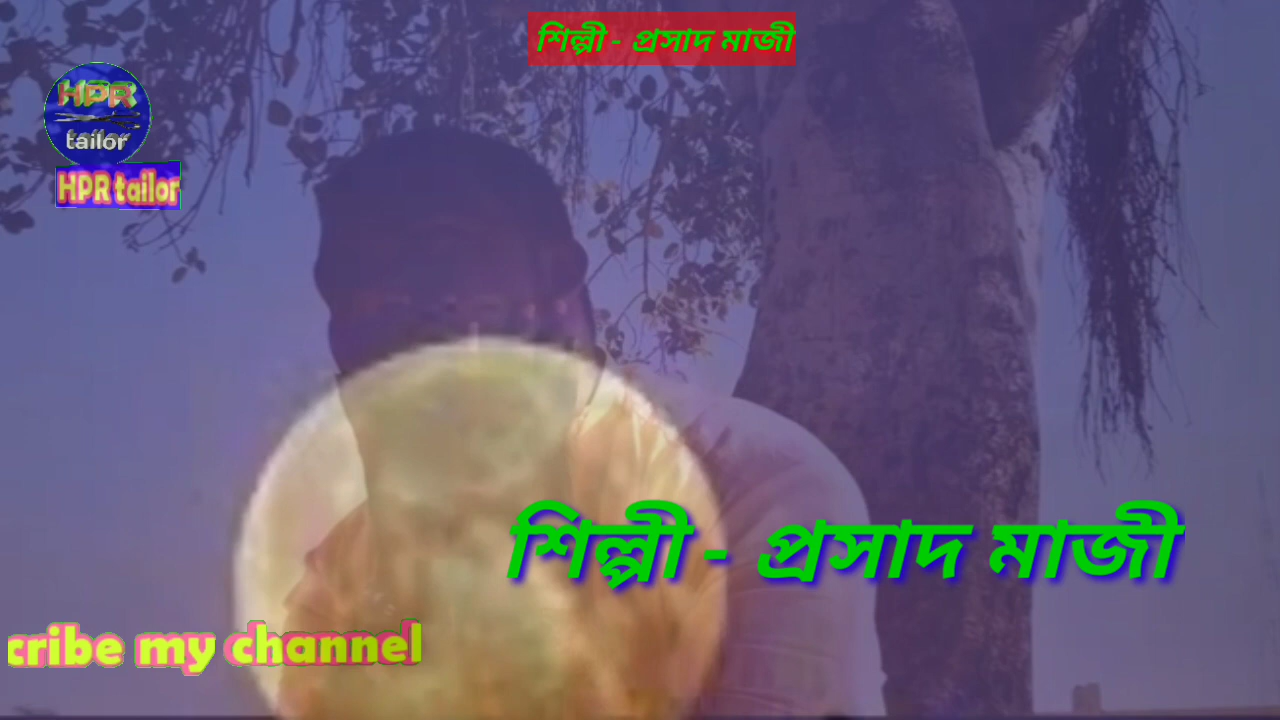 শিল্পী - প্রসাদ মাজী
HPR
tailor
HPR tailor
শিল্পী - প্রসাদ মাজী
cribe my channel